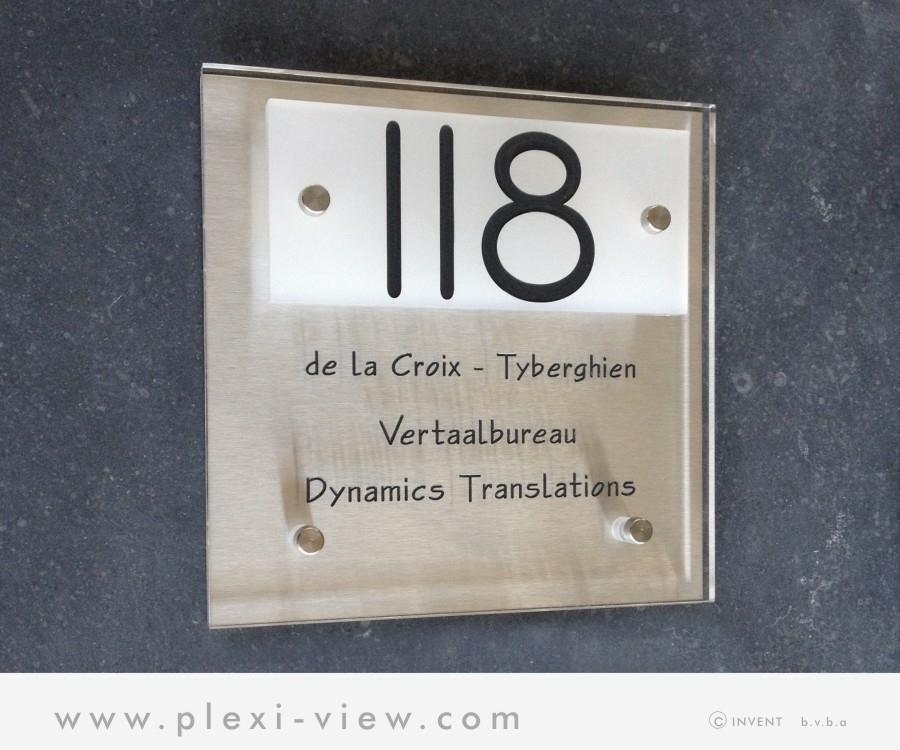 118
de la Croix - Tyberghien
Vertaalbureau
Dynamics Translations
www.plexi-view.com
© INVENT b.v.b.a